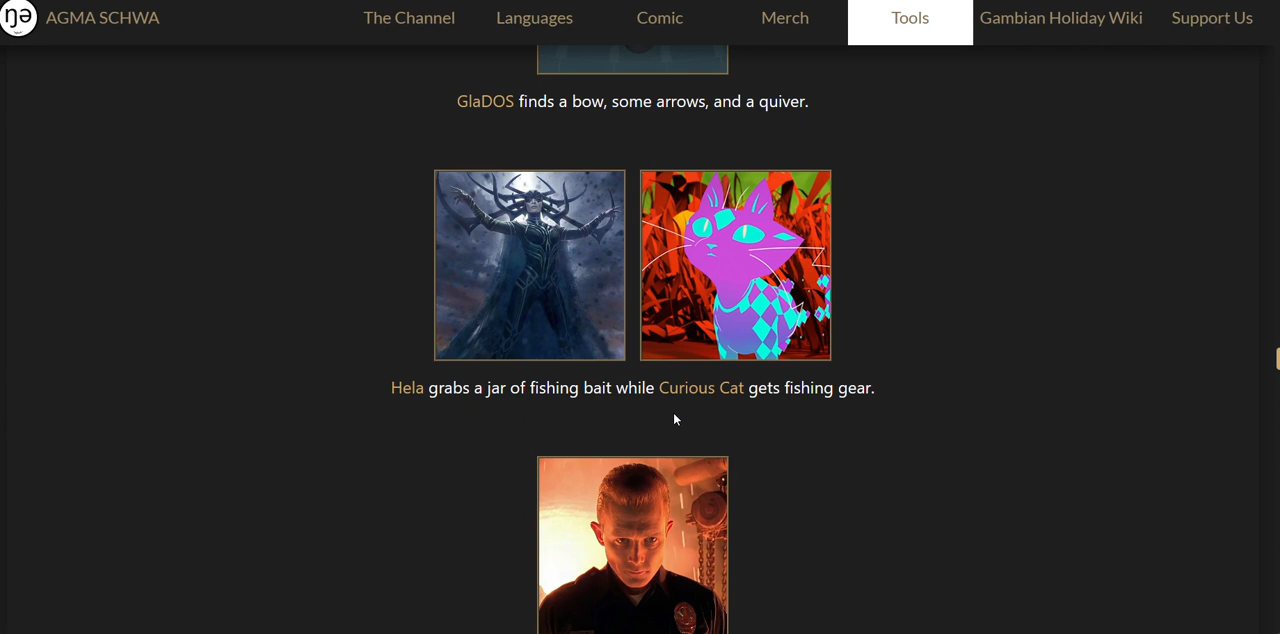 ŋə AGMA SCHWA The Channel Languages Comic Merch Tools Gambian Holiday Wiki Support Us
GlaDOS finds a bow, some arrows, and a quiver.
Hela grabs a jar of fishing bait while Curious Cat gets fishing gear.